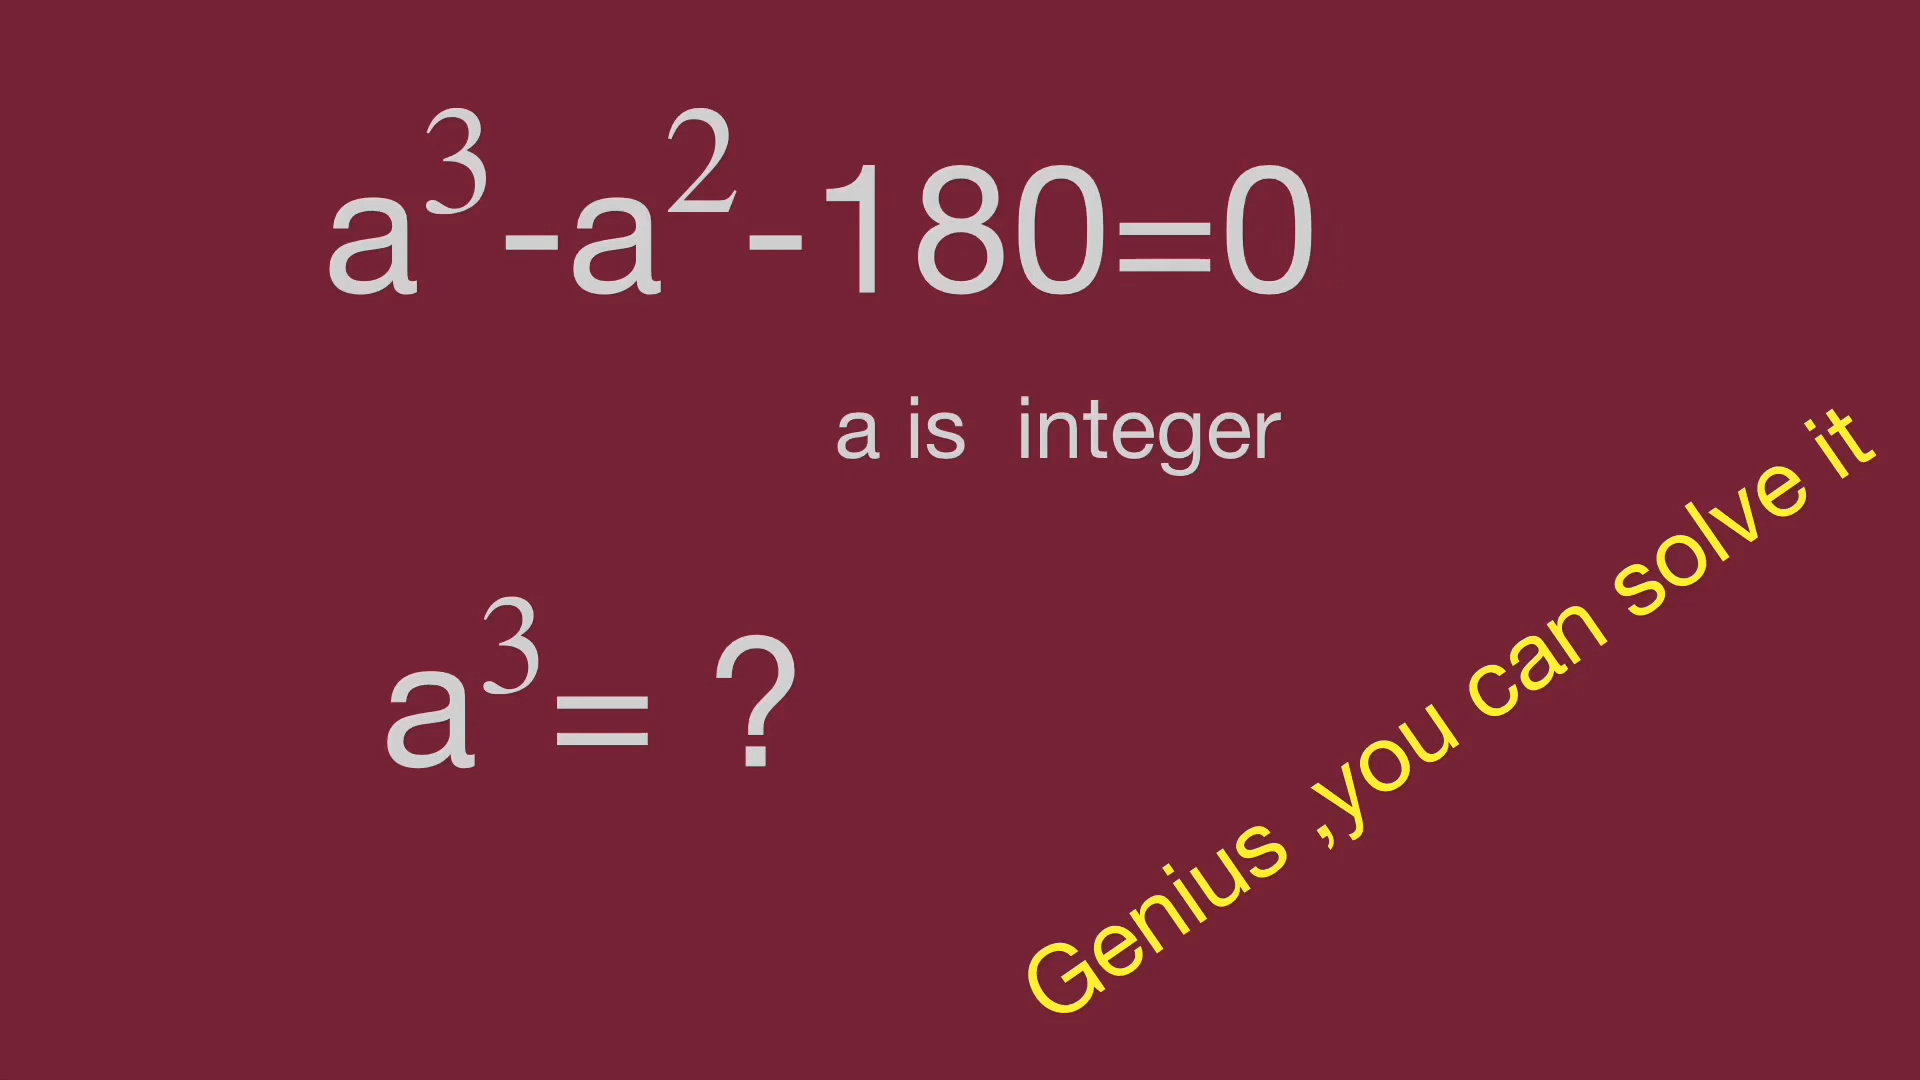 a³-a²-180=0
a is integer
a³= ?
Genius ,you can solve it